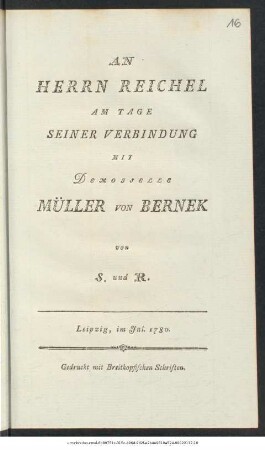 16
AN
HERRN REICHEL
AM TAGE
SEINER VERBINDUNG
MIT
DEMOISELLE
MÜLLER VON BERNEK
von
S. und R.
Leipzig, im Jul. 1780.
Gedruckt mit Breitkopfischen Schriften.